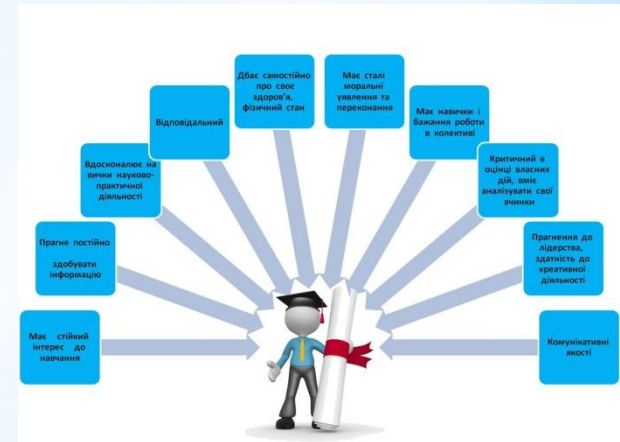 Має стійкий
інтерес до
навчання
Прагне постійно
здобувати
інформацію
Вдосконалює на
вички науково-
практичної
діяльності
Відповідальний
Дбає самостійно
про своє
здоров'я,
фізичний стан
Має сталі
моральні
уявлення та
переконання
Має навички і
бажання роботи
в колективі
Критичний в
оцінці власних
дій, вміє
аналізувати свої
вчинки
Прагнення до
лідерства,
здатність до
креативної
діяльності
Комунікативні
якості